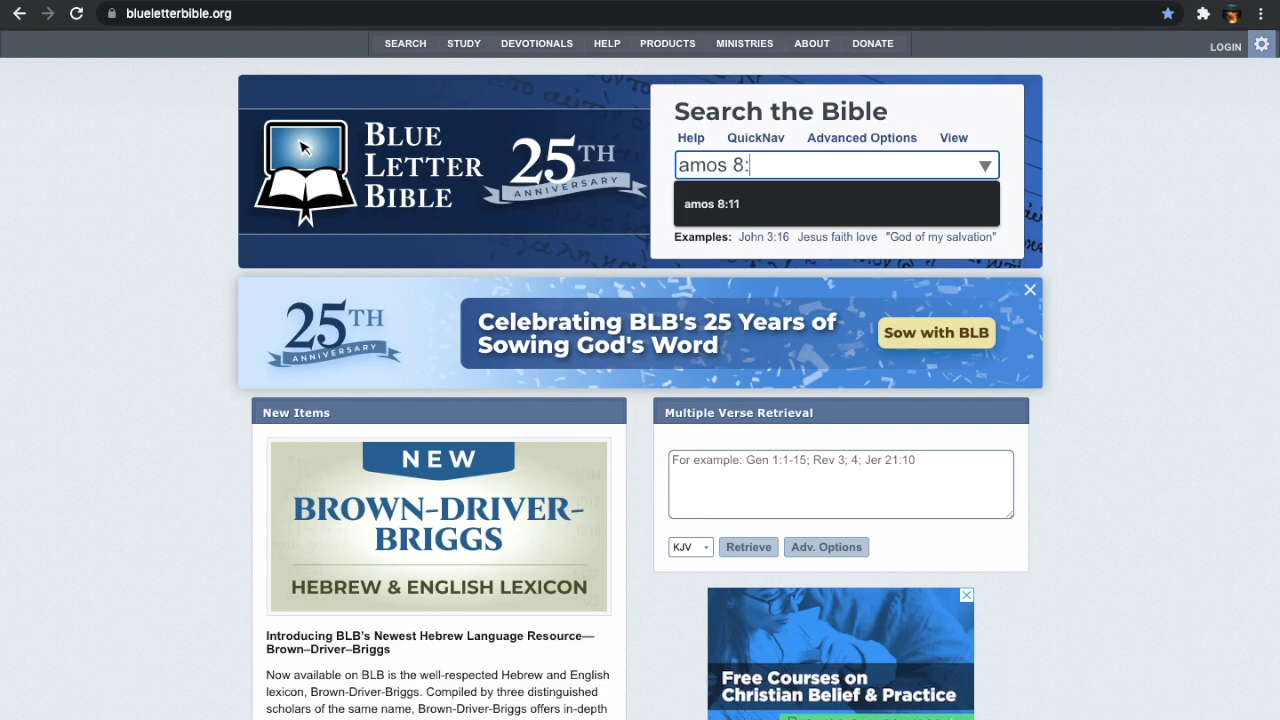 blueletterbible.org
SEARCH STUDY DEVOTIONALS HELP PRODUCTS MINISTRIES ABOUT DONATE
LOGIN
BLUE
LETTER
BIBLE
25TH
ANNIVERSARY
Search the Bible
Help QuickNav Advanced Options View
amos 8:
amos 8:11
Examples: John 3:16 Jesus faith love "God of my salvation"
25TH
ANNIVERSARY
Celebrating BLB's 25 Years of
Sowing God's Word
Sow with BLB
New Items
NEW
BROWN-DRIVER-
BRIGGS
HEBREW & ENGLISH LEXICON
Introducing BLB's Newest Hebrew Language Resource—
Brown–Driver–Briggs
Now available on BLB is the well-respected Hebrew and English
lexicon, Brown-Driver-Briggs. Compiled by three distinguished
scholars of the same name, Brown-Driver-Briggs offers in-depth
Multiple Verse Retrieval
For example: Gen 1:1-15; Rev 3; 4; Jer 21:10
KJV Retrieve Adv. Options
Free Courses on
Christian Belief & Practice